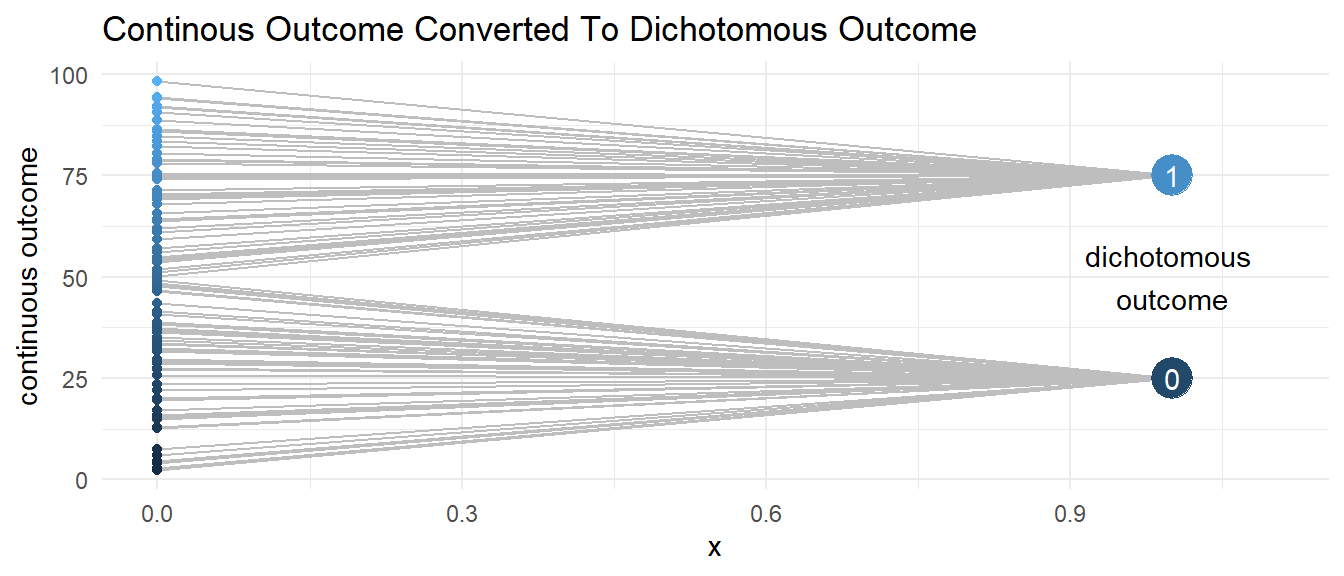 Continous Outcome Converted To Dichotomous Outcome
continuous outcome
100
75
50
25
0
1
dichotomous
outcome
0
0.0
0.3
0.6
0.9
x